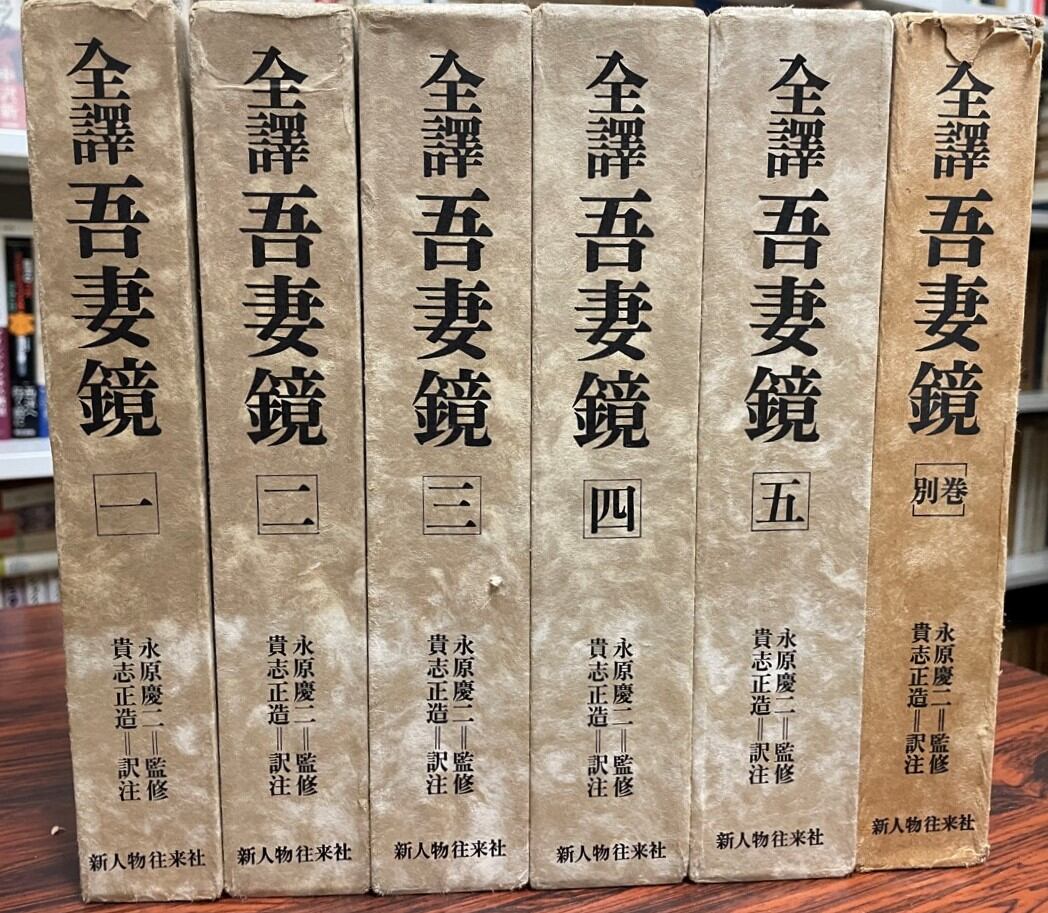 全譯吾妻鏡
一
永原慶二＝監修
貴志正造＝訳注
新人物往来社
全譯吾妻鏡
二
永原慶二＝監修
貴志正造＝訳注
新人物往来社
全譯吾妻鏡
三
永原慶二＝監修
貴志正造＝訳注
新人物往来社
全譯吾妻鏡
四
永原慶二＝監修
貴志正造＝訳注
新人物往来社
全譯吾妻鏡
五
永原慶二＝監修
貴志正造＝訳注
新人物往来社
全譯吾妻鏡
別巻
永原慶二＝監修
貴志正造＝訳注
新人物往来社